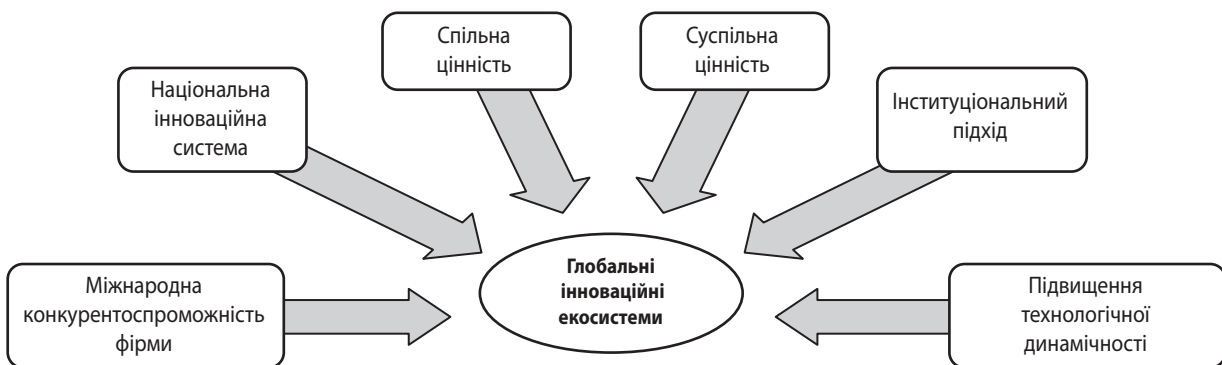 Спільна
цінність
Суспільна
цінність
Національна
інноваційна
система
Інституціональний
підхід
Глобальні
інноваційні
екосистеми
Міжнародна
конкурентоспроможність
фірми
Підвищення
технологічної
динамічності